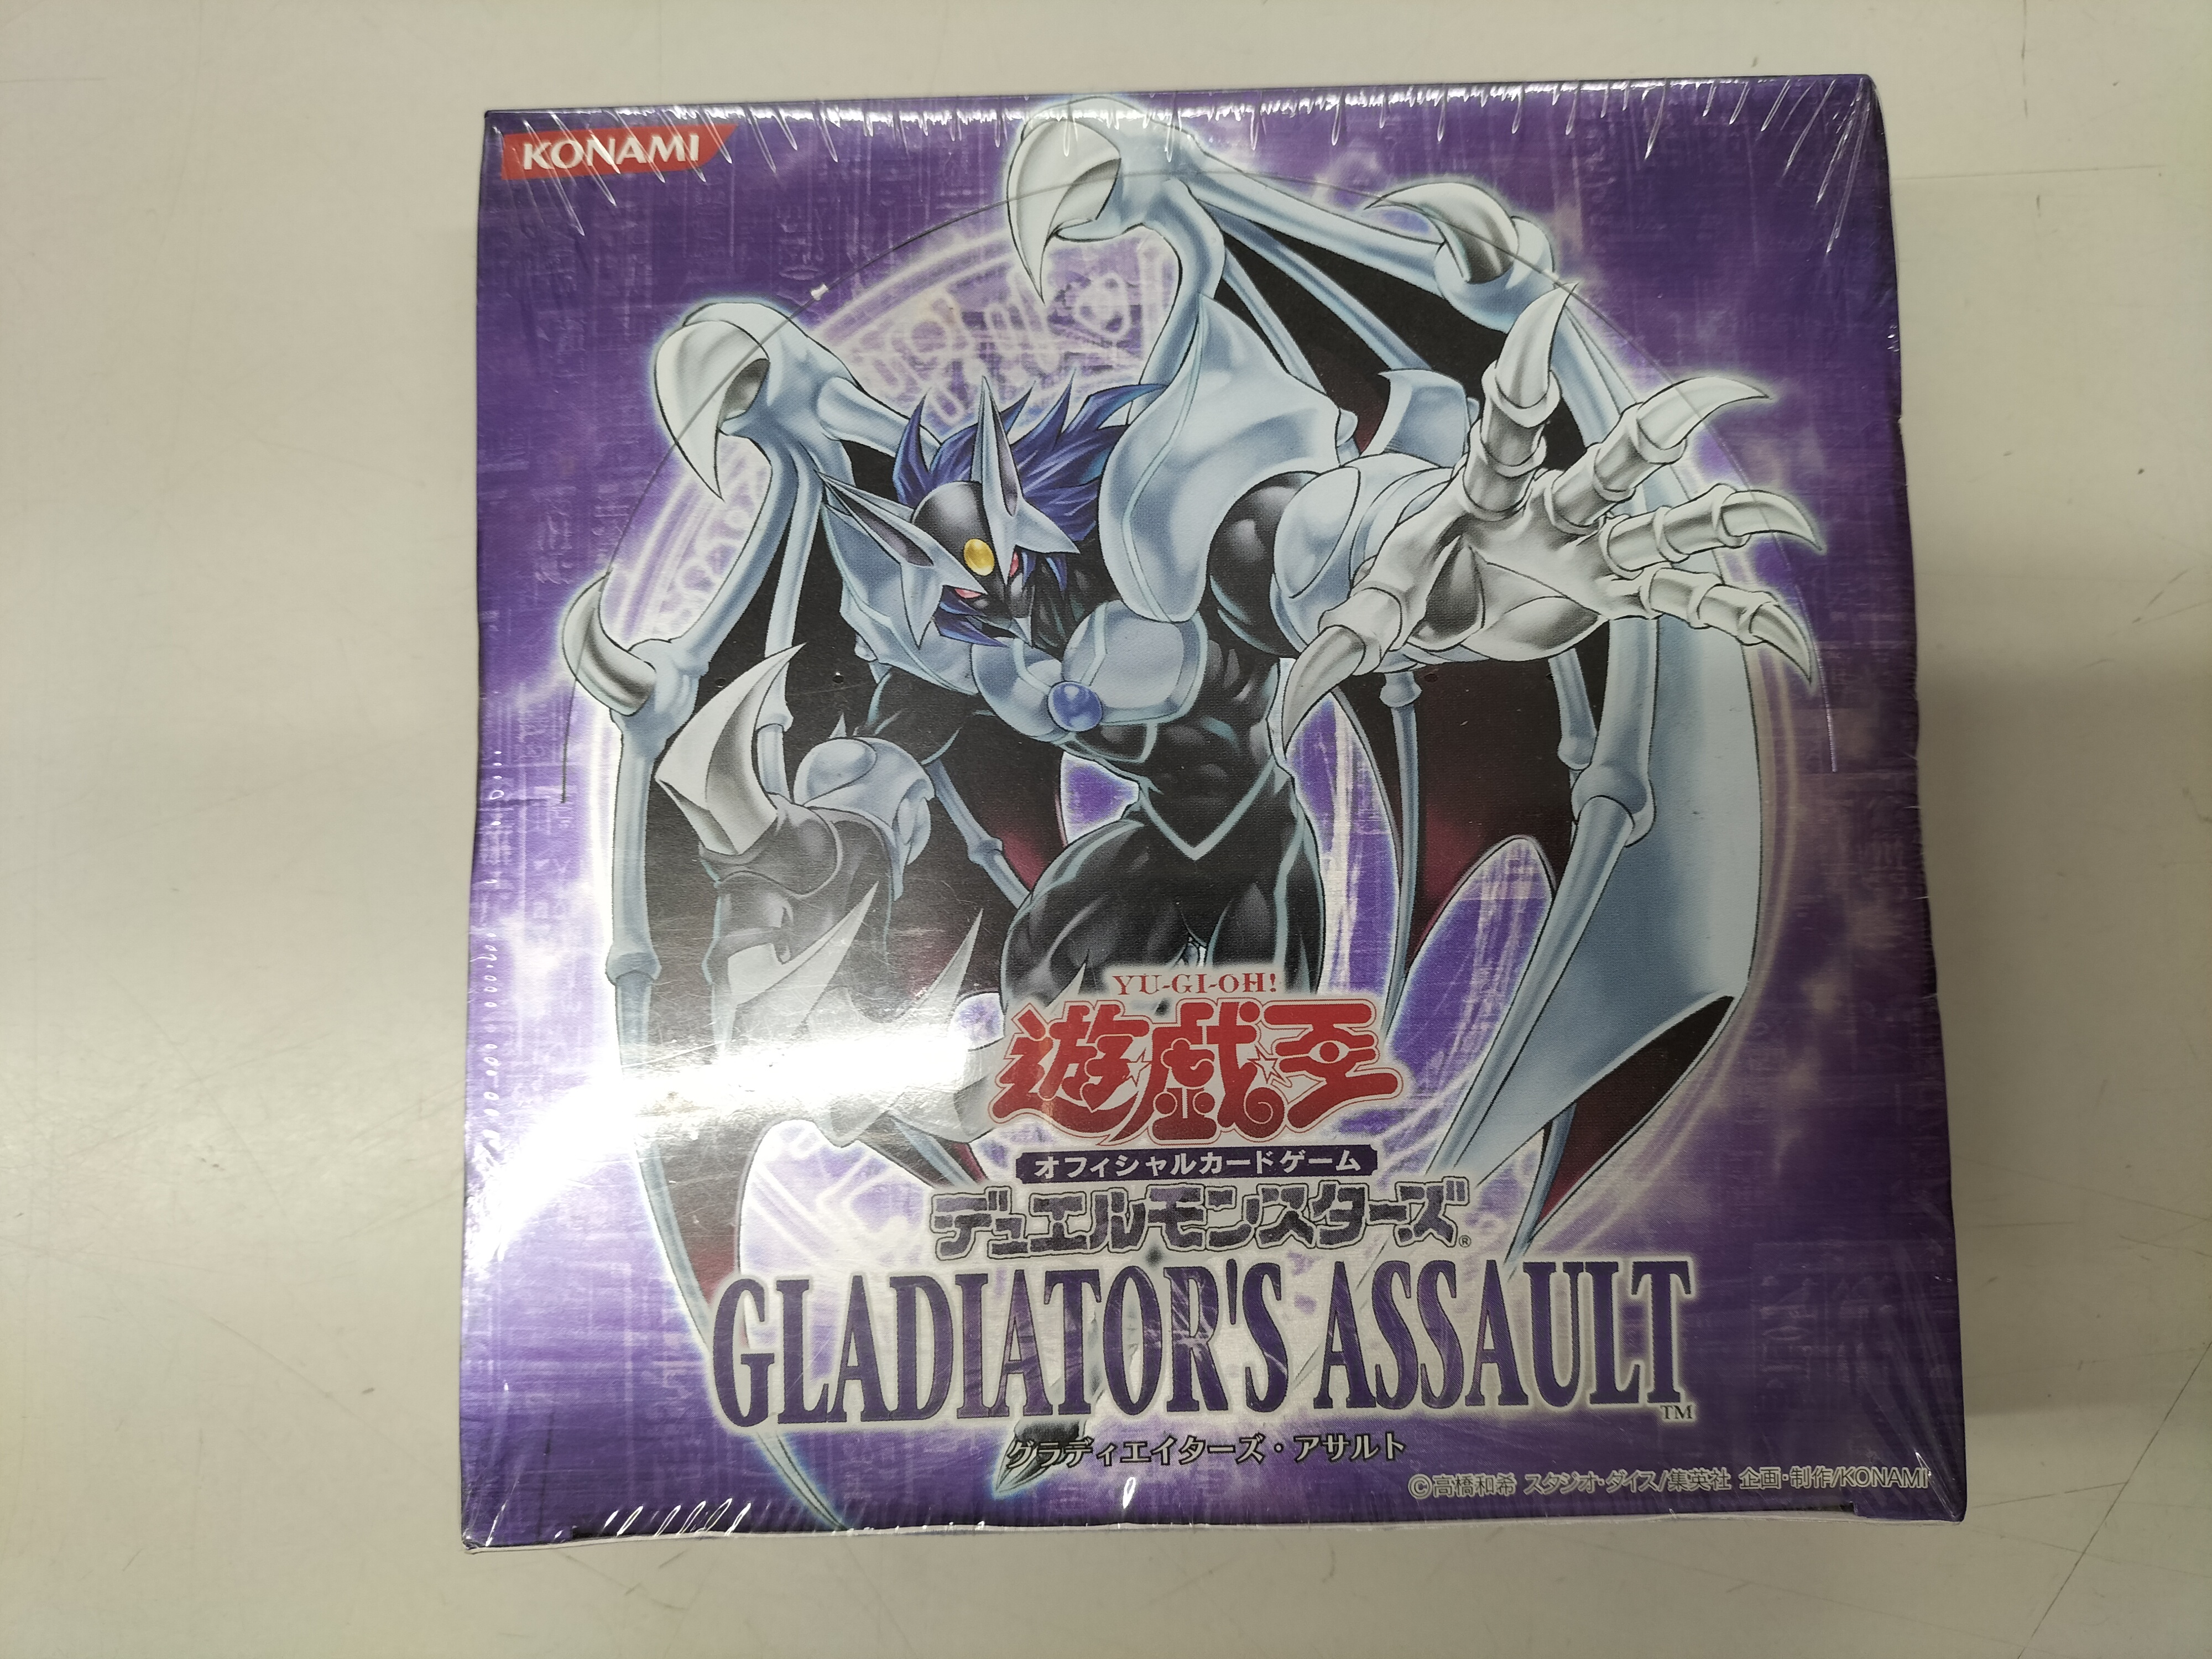 KONAMI
YU-GI-OH!
遊☆戯☆王
オフィシャルカードゲーム
デュエルモンスターズ®
GLADIATOR'S ASSAULT™
グラディエイターズ・アサルト
©高橋和希 スタジオ・ダイス/集英社 企画・制作/KONAMI